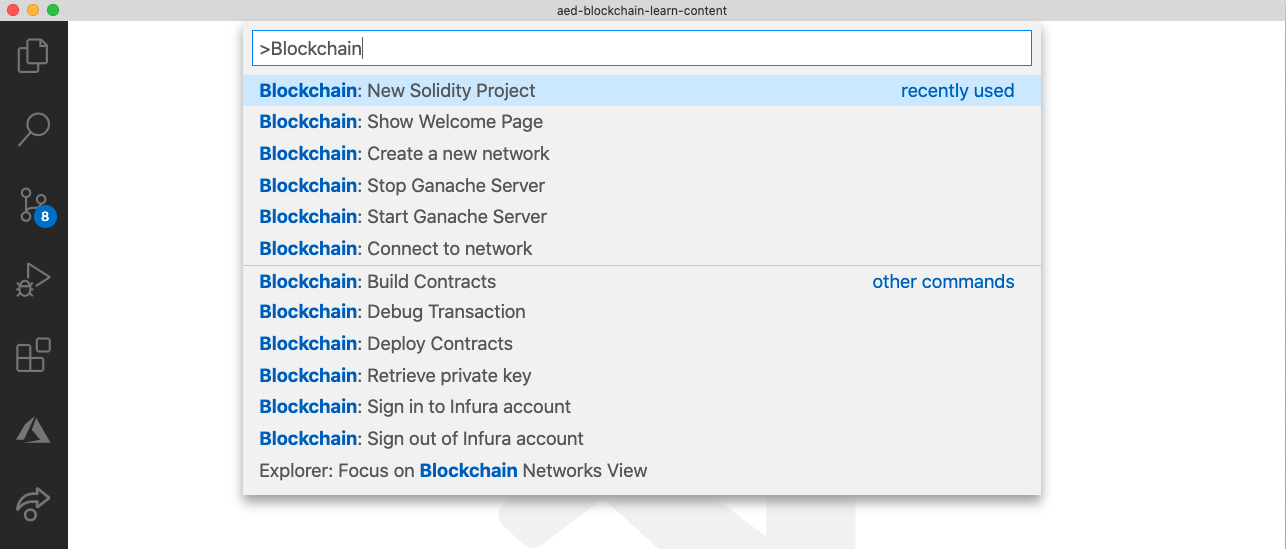 aed-blockchain-learn-content
>Blockchain
Blockchain: New Solidity Project recently used
Blockchain: Show Welcome Page
Blockchain: Create a new network
Blockchain: Stop Ganache Server
Blockchain: Start Ganache Server
Blockchain: Connect to network
Blockchain: Build Contracts other commands
Blockchain: Debug Transaction
Blockchain: Deploy Contracts
Blockchain: Retrieve private key
Blockchain: Sign in to Infura account
Blockchain: Sign out of Infura account
Explorer: Focus on Blockchain Networks View
8